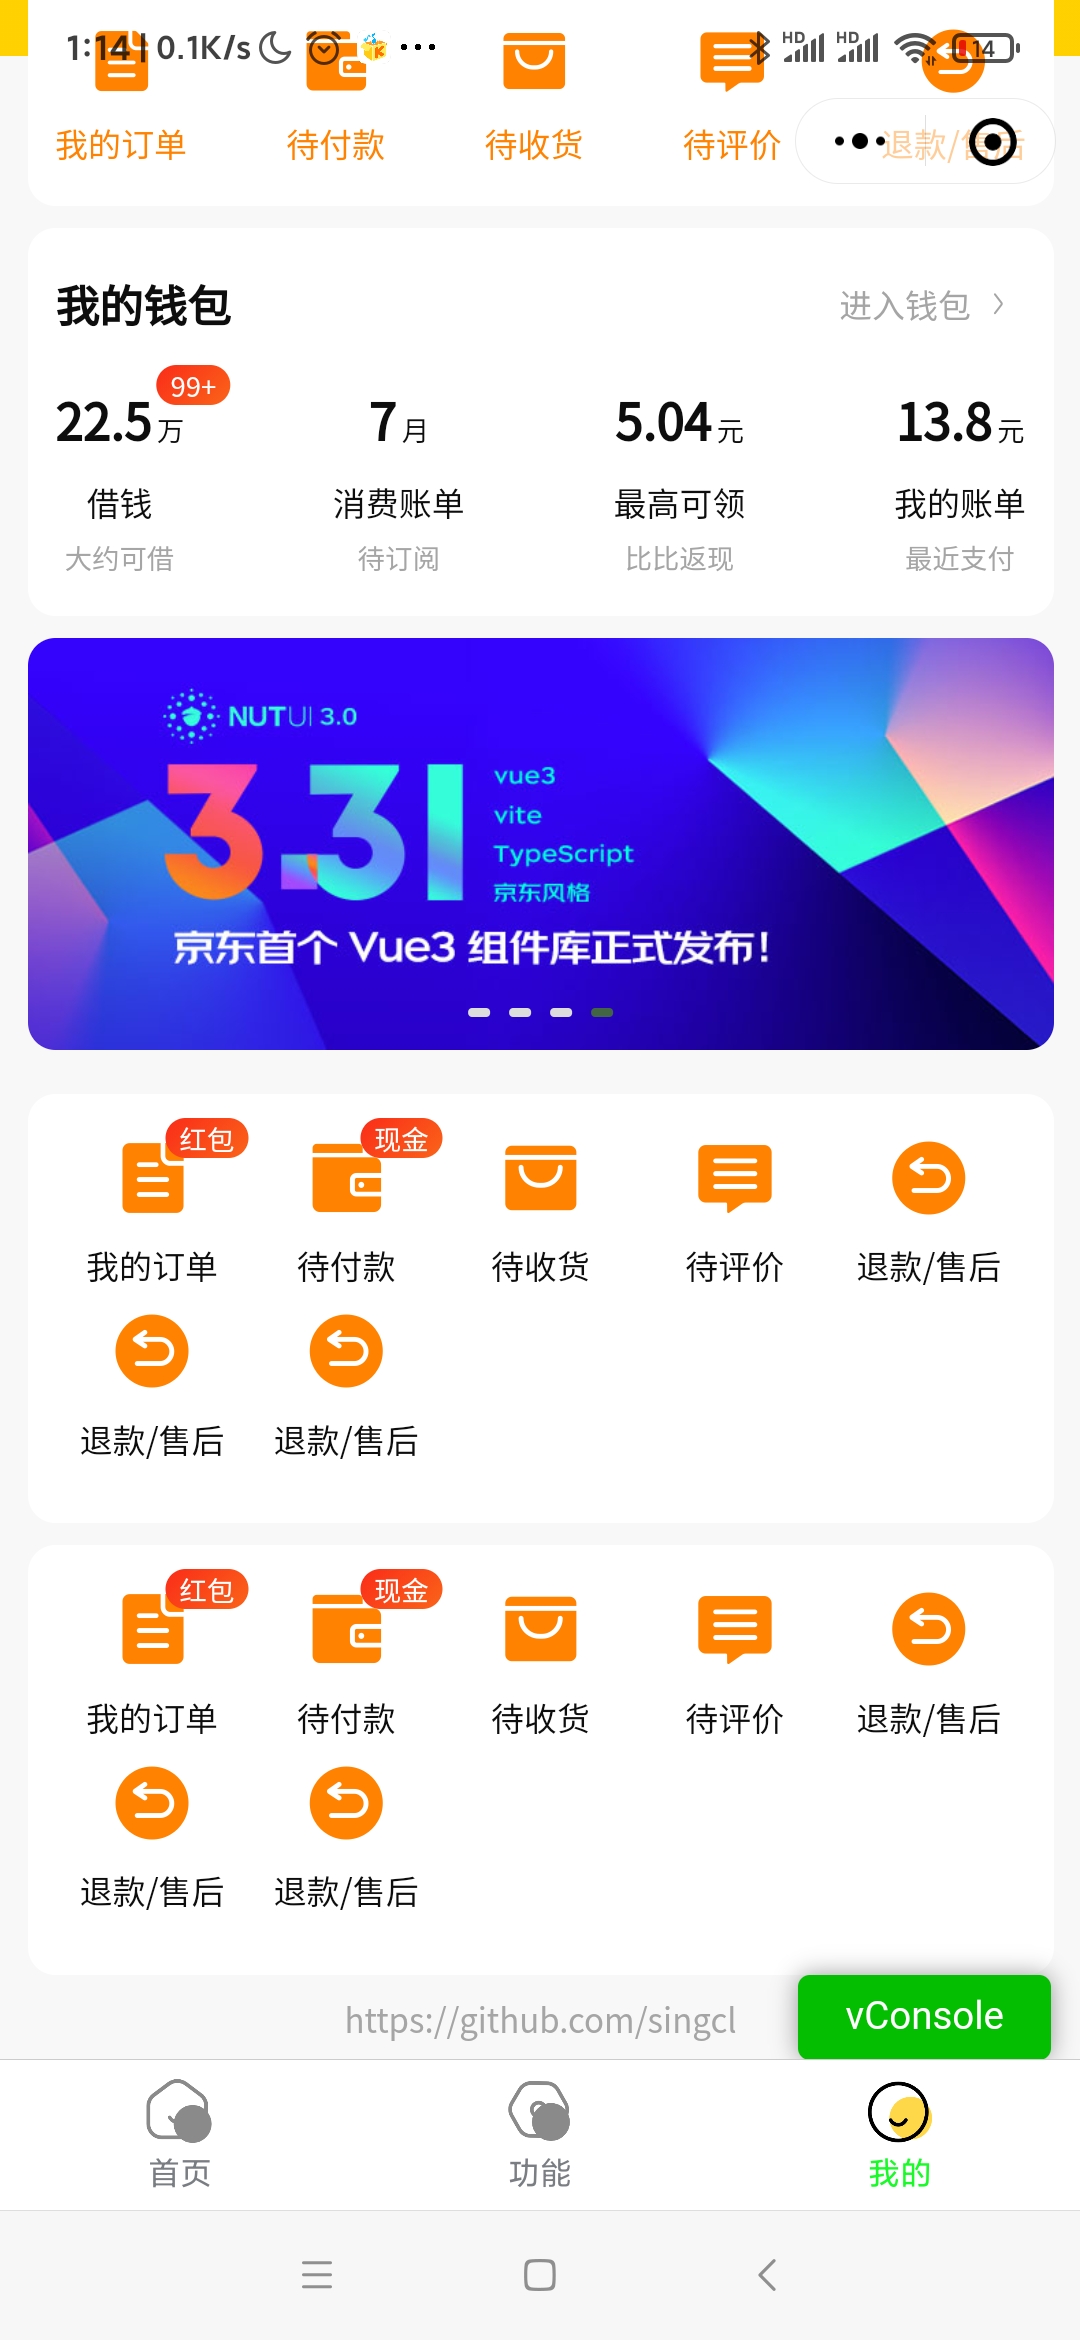 1:14 | 0.1K/s
HD HD 14
我的订单 待付款 待收货 待评价 退款/售后
我的钱包 进入钱包
99+
22.5万 7月 5.04元 13.8元
借钱 消费账单 最高可领 我的账单
大约可借 待订阅 比比返现 最近支付
NUTUI 3.0
3.31
vue3
vite
TypeScript
京东风格
京东首个 Vue3 组件库正式发布!
红包 现金
我的订单 待付款 待收货 待评价 退款/售后
退款/售后 退款/售后
红包 现金
我的订单 待付款 待收货 待评价 退款/售后
退款/售后 退款/售后
https://github.com/singcl
vConsole
首页 功能 我的